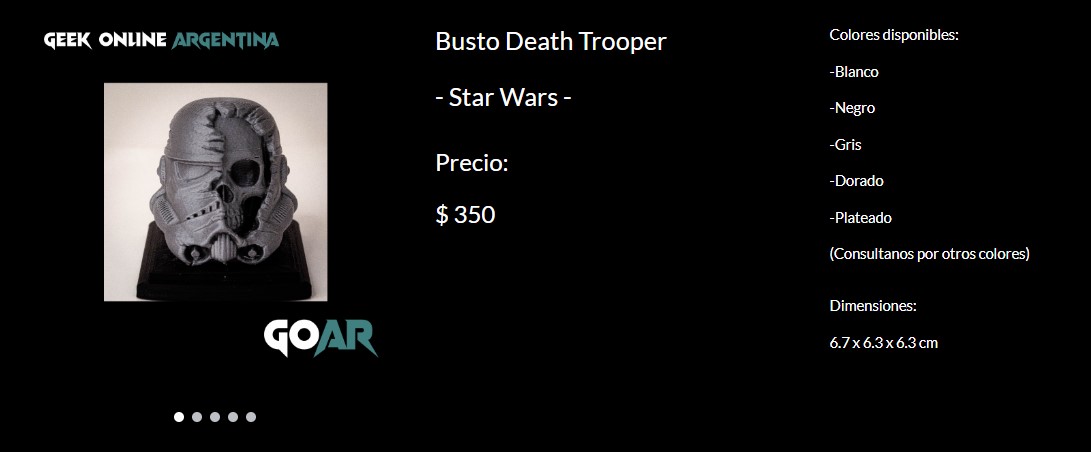 GEEK ONLINE ARGENTINA
GOAR
Busto Death Trooper
- Star Wars -
Precio:
$ 350
Colores disponibles:
-Blanco
-Negro
-Gris
-Dorado
-Plateado
(Consultanos por otros colores)
Dimensiones:
6.7 x 6.3 x 6.3 cm